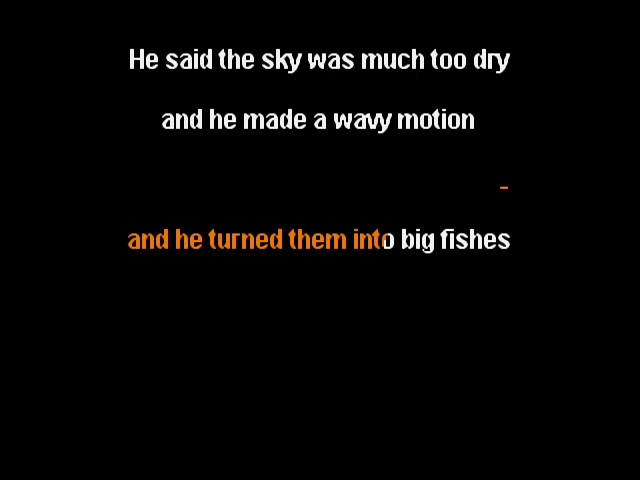 He said the sky was much too dry
and he made a wavy motion
-
and he turned them into big fishes